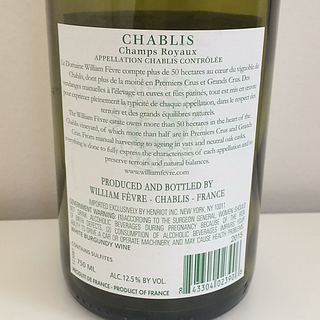 CHABLIS
Champs Royaux
APPELLATION CHABLIS CONTRÔLÉE
Le Domaine William Fèvre compte plus de 50 hectares au cœur du vignoble des
Chablis, dont plus de la moitié en Premiers Crus et Grands Crus. Des
vendanges manuelles à l'élevage en cuves et fûts patinés, tout est mis en œuvre
pour exprimer pleinement la typicité de chaque appellation, dans le respect des
terroirs et des grands équilibres naturels.
The William Fèvre estate owns more than 50 hectares in the heart of the
Chablis vineyard, of which more than half are in Premiers Crus and Grand
Crus. From manual harvesting to ageing in vats and neutral oak, everything
is done to fully express the characteristics of each appellation and to
preserve terroirs and natural balances.
www.williamfevre.com
PRODUCED AND BOTTLED BY
WILLIAM FÈVRE - CHABLIS - FRANCE
IMPORTED EXCLUSIVELY BY HENRIOT INC. NEW YORK, NY 10011
GOVERNMENT WARNING: (1) ACCORDING TO THE SURGEON GENERAL, WOMEN SHOULD
NOT DRINK ALCOHOLIC BEVERAGES DURING PREGNANCY BECAUSE OF THE RISK OF
BIRTH DEFECTS. (2) CONSUMPTION OF ALCOHOLIC BEVERAGES IMPAIRS YOUR ABILITY
TO DRIVE A CAR OR OPERATE MACHINERY, AND MAY CAUSE HEALTH PROBLEMS.
WHITE BURGUNDY WINE
2015
CONTAINS SULFITES
750 ML
ALC. 12.5% BY VOL.
PRODUIT DE FRANCE - PRODUCT OF FRANCE
8 43304 02390